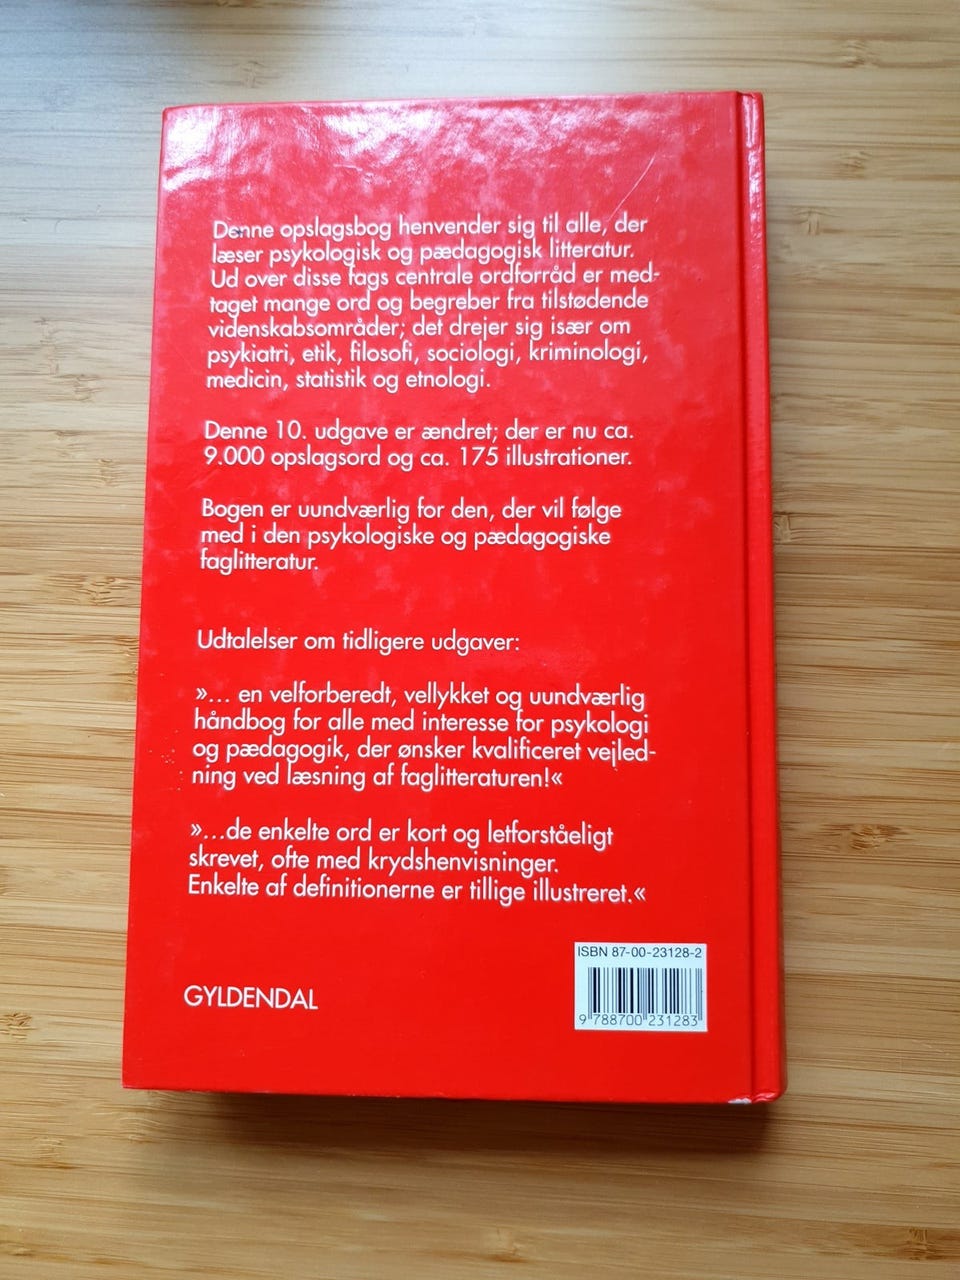 Denne opslagsbog henvender sig til alle, der
læser psykologisk og pædagogisk litteratur.
Ud over disse fags centrale ordforråd er med-
taget mange ord og begreber fra tilstødende
videnskabsområder; det drejer sig især om
psykiatri, etik, filosofi, sociologi, kriminologi,
medicin, statistik og etnologi.
Denne 10. udgave er ændret; der er nu ca.
9.000 opslagsord og ca. 175 illustrationer.
Bogen er uundværlig for den, der vil følge
med i den psykologiske og pædagogiske
faglitteratur.
Udtalelser om tidligere udgaver:
»... en velforberedt, vellykket og uundværlig
håndbog for alle med interesse for psykologi
og pædagogik, der ønsker kvalificeret vejled-
ning ved læsning af faglitteraturen!«
»...de enkelte ord er kort og letforståeligt
skrevet, ofte med krydshenvisninger.
Enkelte af definitionerne er tillige illustreret.«
ISBN 87-00-23128-2
9 788700 231283
GYLDENDAL